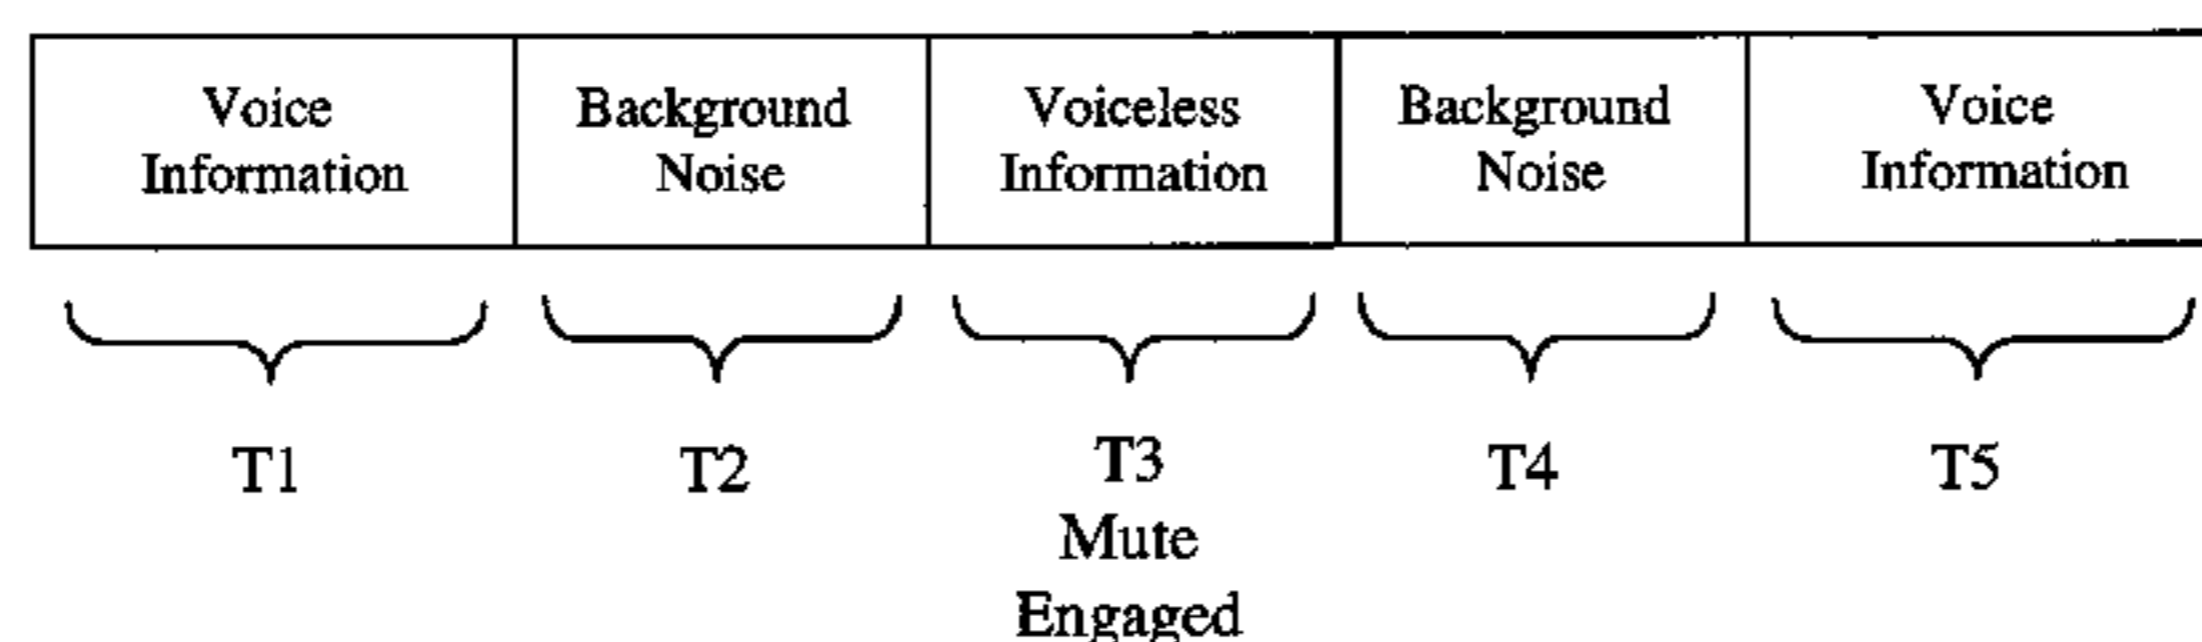 Voice Information
Background Noise
Voiceless Information
Background Noise
Voice Information
T1
T2
T3
Mute
Engaged
T4
T5